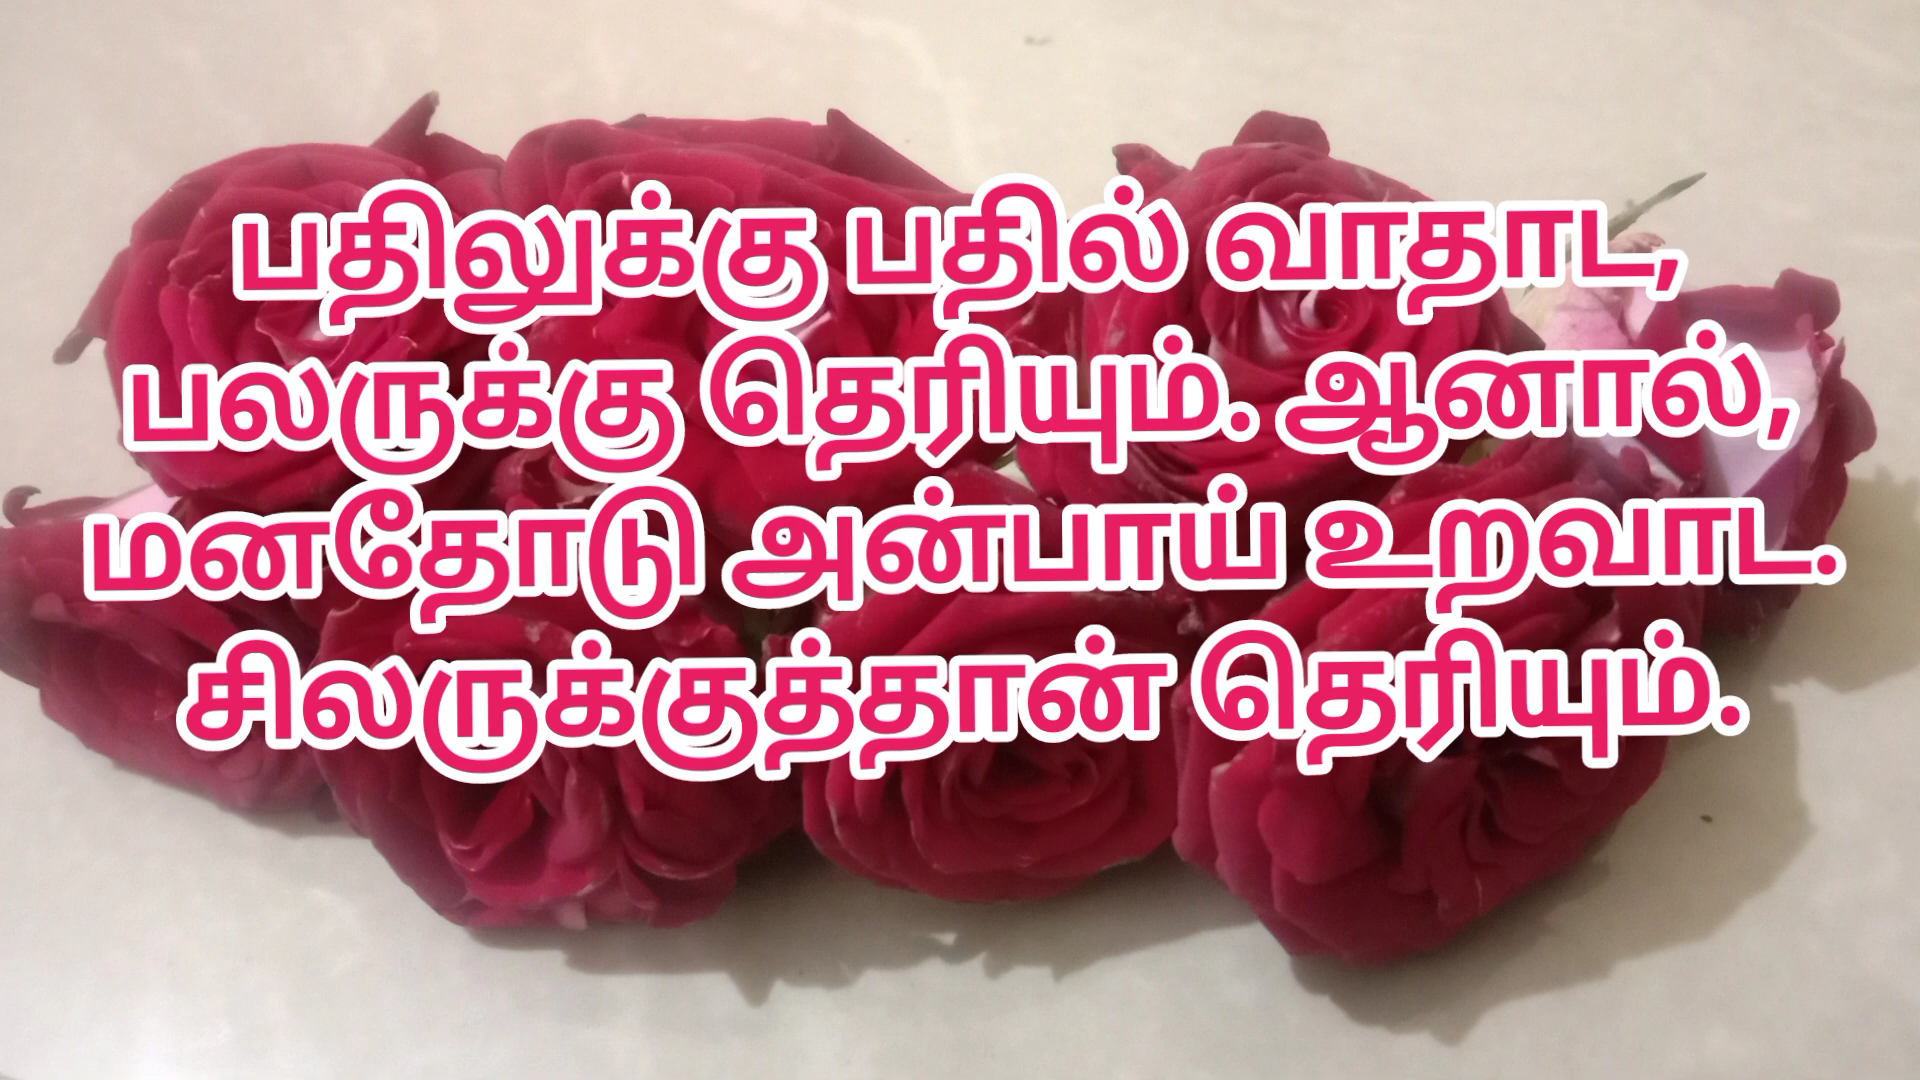 பதிலுக்கு பதில் வாதாட,
பலருக்கு தெரியும். ஆனால்,
மனதோடு அன்பாய் உறவாட.
சிலருக்குத்தான் தெரியும்.